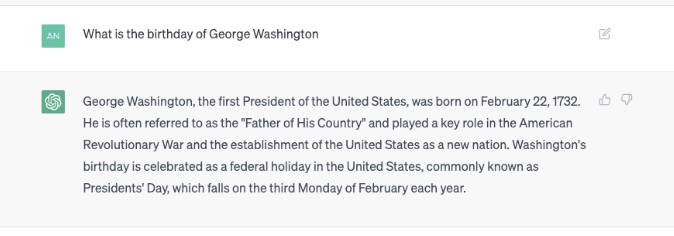 AN
What is the birthday of George Washington
George Washington, the first President of the United States, was born on February 22, 1732.
He is often referred to as the "Father of His Country" and played a key role in the American
Revolutionary War and the establishment of the United States as a new nation. Washington's
birthday is celebrated as a federal holiday in the United States, commonly known as
Presidents' Day, which falls on the third Monday of February each year.